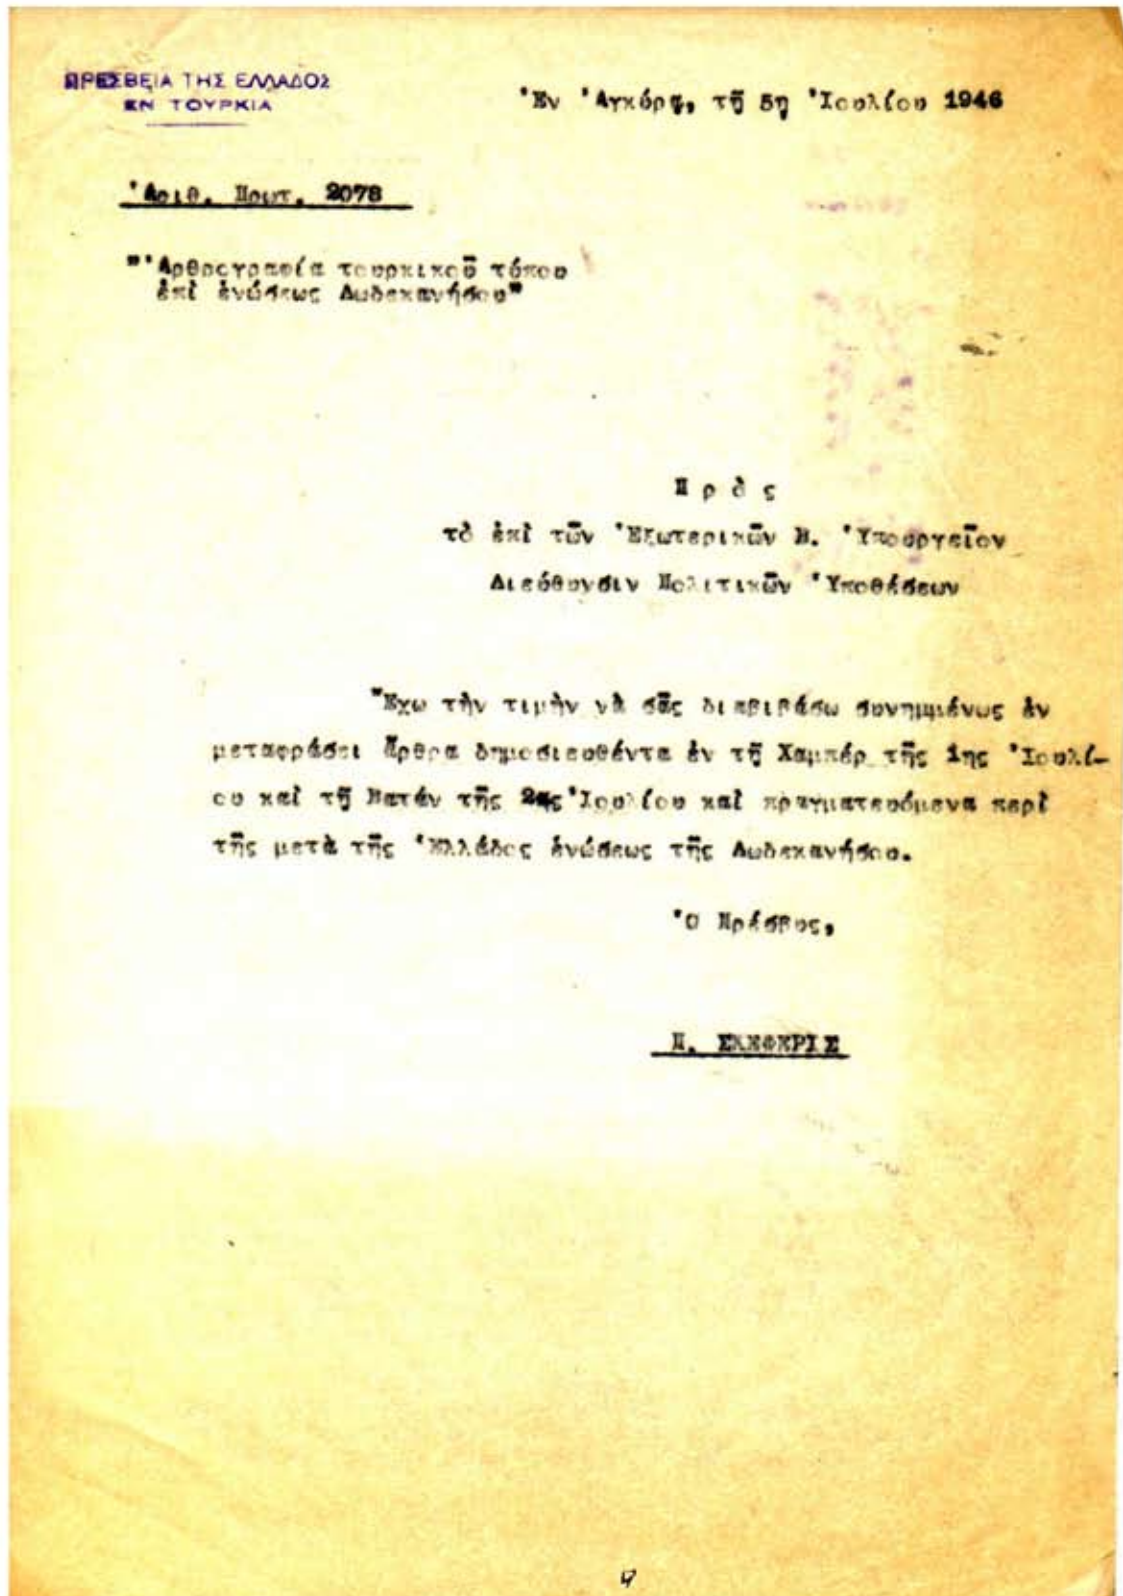 ΠΡΕΣΒΕΙΑ ΤΗΣ ΕΛΛΑΔΟΣ
ΕΝ ΤΟΥΡΚΙΑ
Ἐν Ἀγκύρᾳ, τῇ 5ῃ Ἰουλίου 1946
Ἀριθ. Πρωτ. 2078
"Ἀρθρογραφία τουρκικοῦ τύπου
ἐπὶ ἑνώσεως Δωδεκανήσου"
Π ρ ὸ ς
τὸ ἐπὶ τῶν Ἐξωτερικῶν Β. Ὑπουργεῖον
Διεύθυνσιν Πολιτικῶν Ὑποθέσεων
Ἔχω τὴν τιμὴν νὰ σᾶς διαβιβάσω συνημμένως ἐν
μεταφράσει ἄρθρα δημοσιευθέντα ἐν τῇ Χαμπέρ τῆς 1ης Ἰουλί-
ου καὶ τῇ Βατάν τῆς 2ας Ἰουλίου καὶ πραγματευόμενα περὶ
τῆς μετὰ τῆς Ἑλλάδος ἑνώσεως τῆς Δωδεκανήσου.
Ὁ Πρέσβυς,
Π. ΣΚΕΦΕΡΙΣ